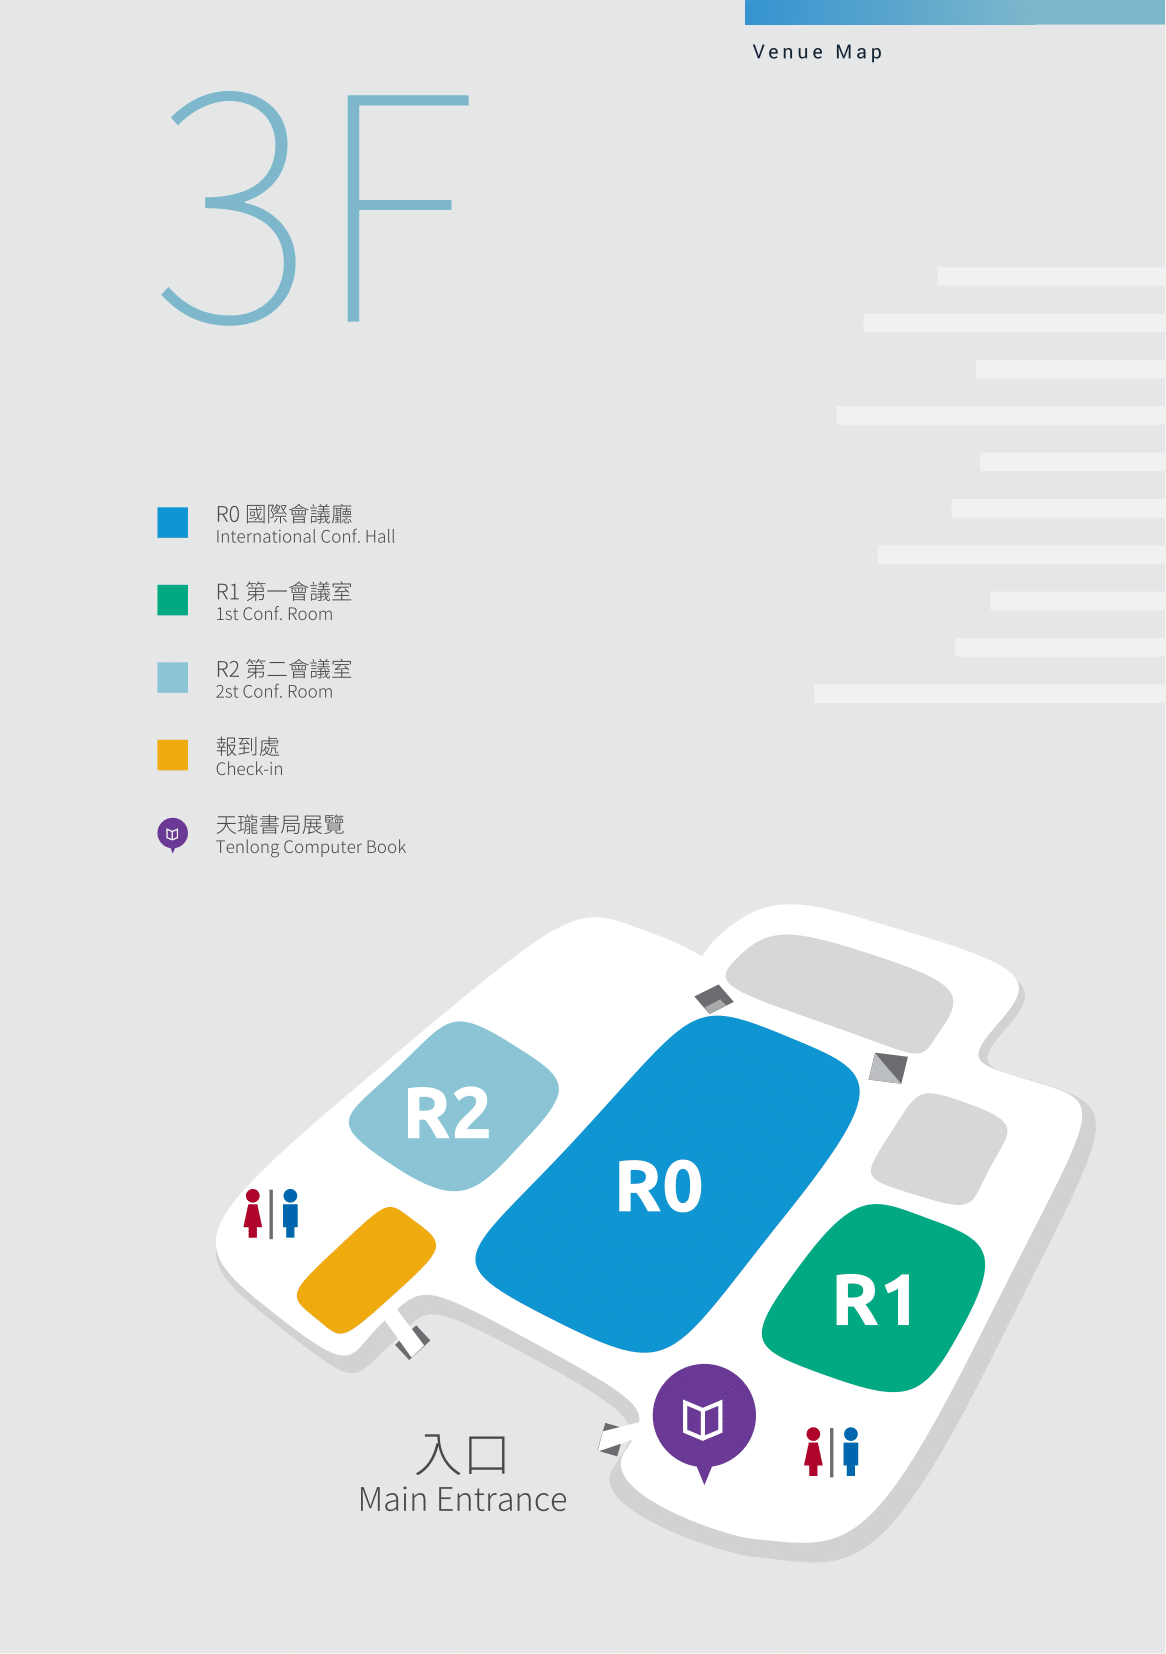 Venue Map
3F
R0 國際會議廳
International Conf. Hall
R1 第一會議室
1st Conf. Room
R2 第二會議室
2st Conf. Room
報到處
Check-in
天瓏書局展覽
Tenlong Computer Book
R2
R0
R1
入口
Main Entrance